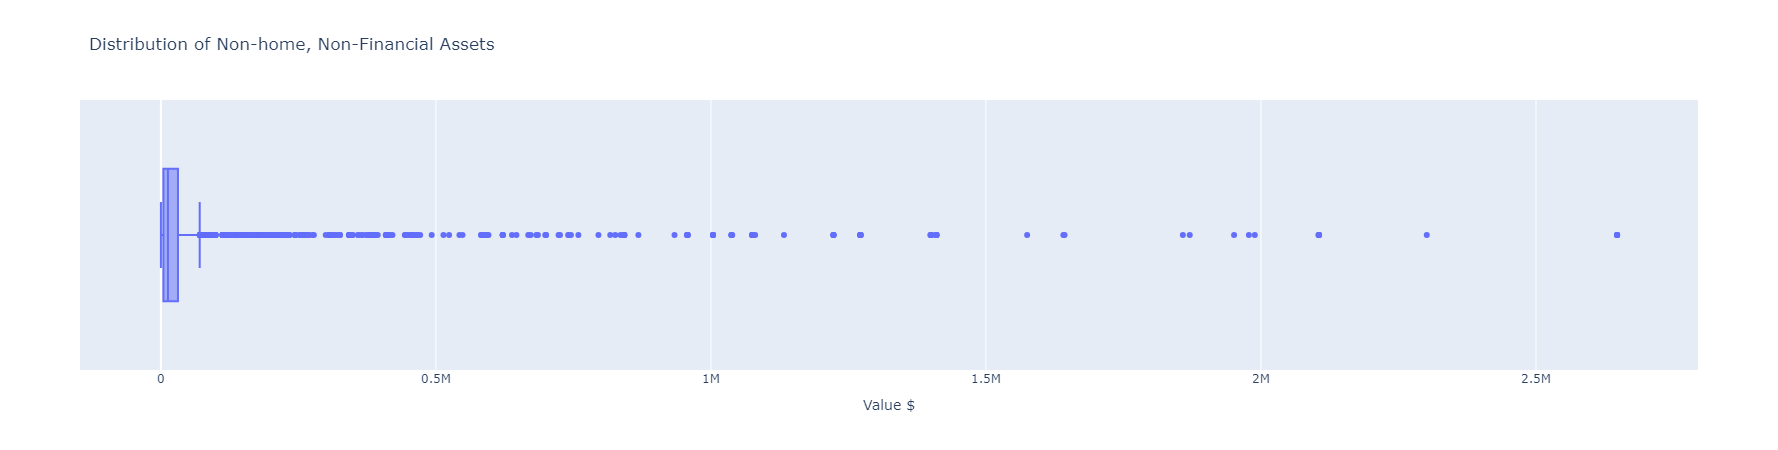 Distribution of Non-home, Non-Financial Assets
0 0.5M 1M 1.5M 2M 2.5M
Value $